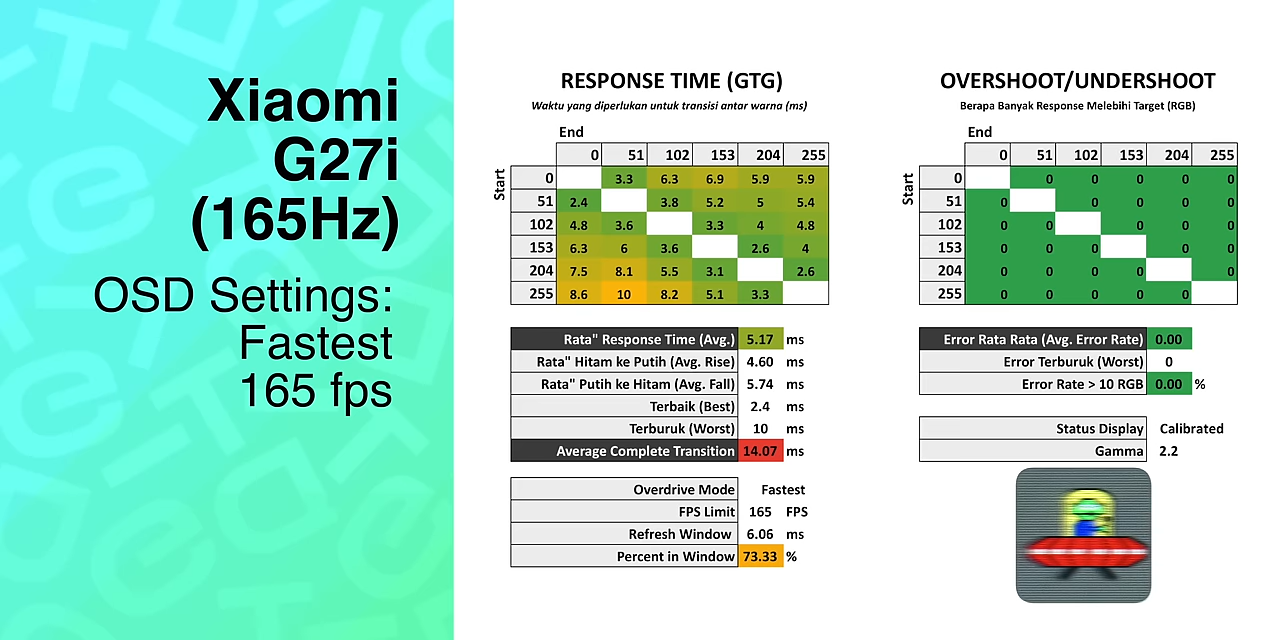 Xiaomi
G27i
(165Hz)
OSD Settings:
Fastest
165 fps
RESPONSE TIME (GTG)
Waktu yang diperlukan untuk transisi antar warna (ms)
End
0 51 102 153 204 255
Start
0 3.3 6.3 6.9 5.9 5.9
51 2.4 3.8 5.2 5 5.4
102 4.8 3.6 3.3 4 4.8
153 6.3 6 3.6 2.6 4
204 7.5 8.1 5.5 3.1 2.6
255 8.6 10 8.2 5.1 3.3
Rata" Response Time (Avg.) 5.17 ms
Rata" Hitam ke Putih (Avg. Rise) 4.60 ms
Rata" Putih ke Hitam (Avg. Fall) 5.74 ms
Terbaik (Best) 2.4 ms
Terburuk (Worst) 10 ms
Average Complete Transition 14.07 ms
Overdrive Mode Fastest
FPS Limit 165 FPS
Refresh Window 6.06 ms
Percent in Window 73.33 %
OVERSHOOT/UNDERSHOOT
Berapa Banyak Response Melebihi Target (RGB)
End
0 51 102 153 204 255
Start
0 0 0 0 0 0
51 0 0 0 0 0
102 0 0 0 0 0
153 0 0 0 0 0
204 0 0 0 0 0
255 0 0 0 0 0
Error Rata Rata (Avg. Error Rate) 0.00
Error Terburuk (Worst) 0
Error Rate > 10 RGB 0.00 %
Status Display Calibrated
Gamma 2.2